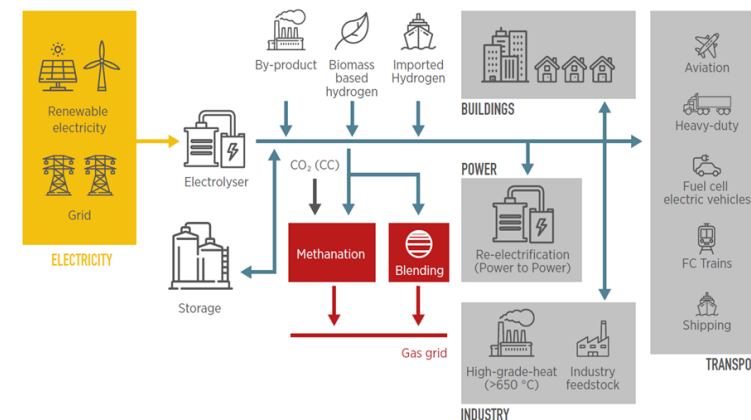 Renewable
electricity
Grid
ELECTRICITY
Electrolyser
Storage
By-product
Biomass
based
hydrogen
Imported
Hydrogen
CO₂ (CC)
Methanation
Blending
Gas grid
BUILDINGS
POWER
Re-electrification
(Power to Power)
High-grade-heat
(>650 °C)
Industry
feedstock
INDUSTRY
Aviation
Heavy-duty
Fuel cell
electric vehicles
FC Trains
Shipping
TRANSPO